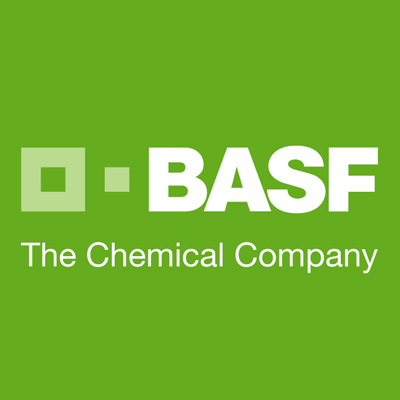 BASF
The Chemical Company